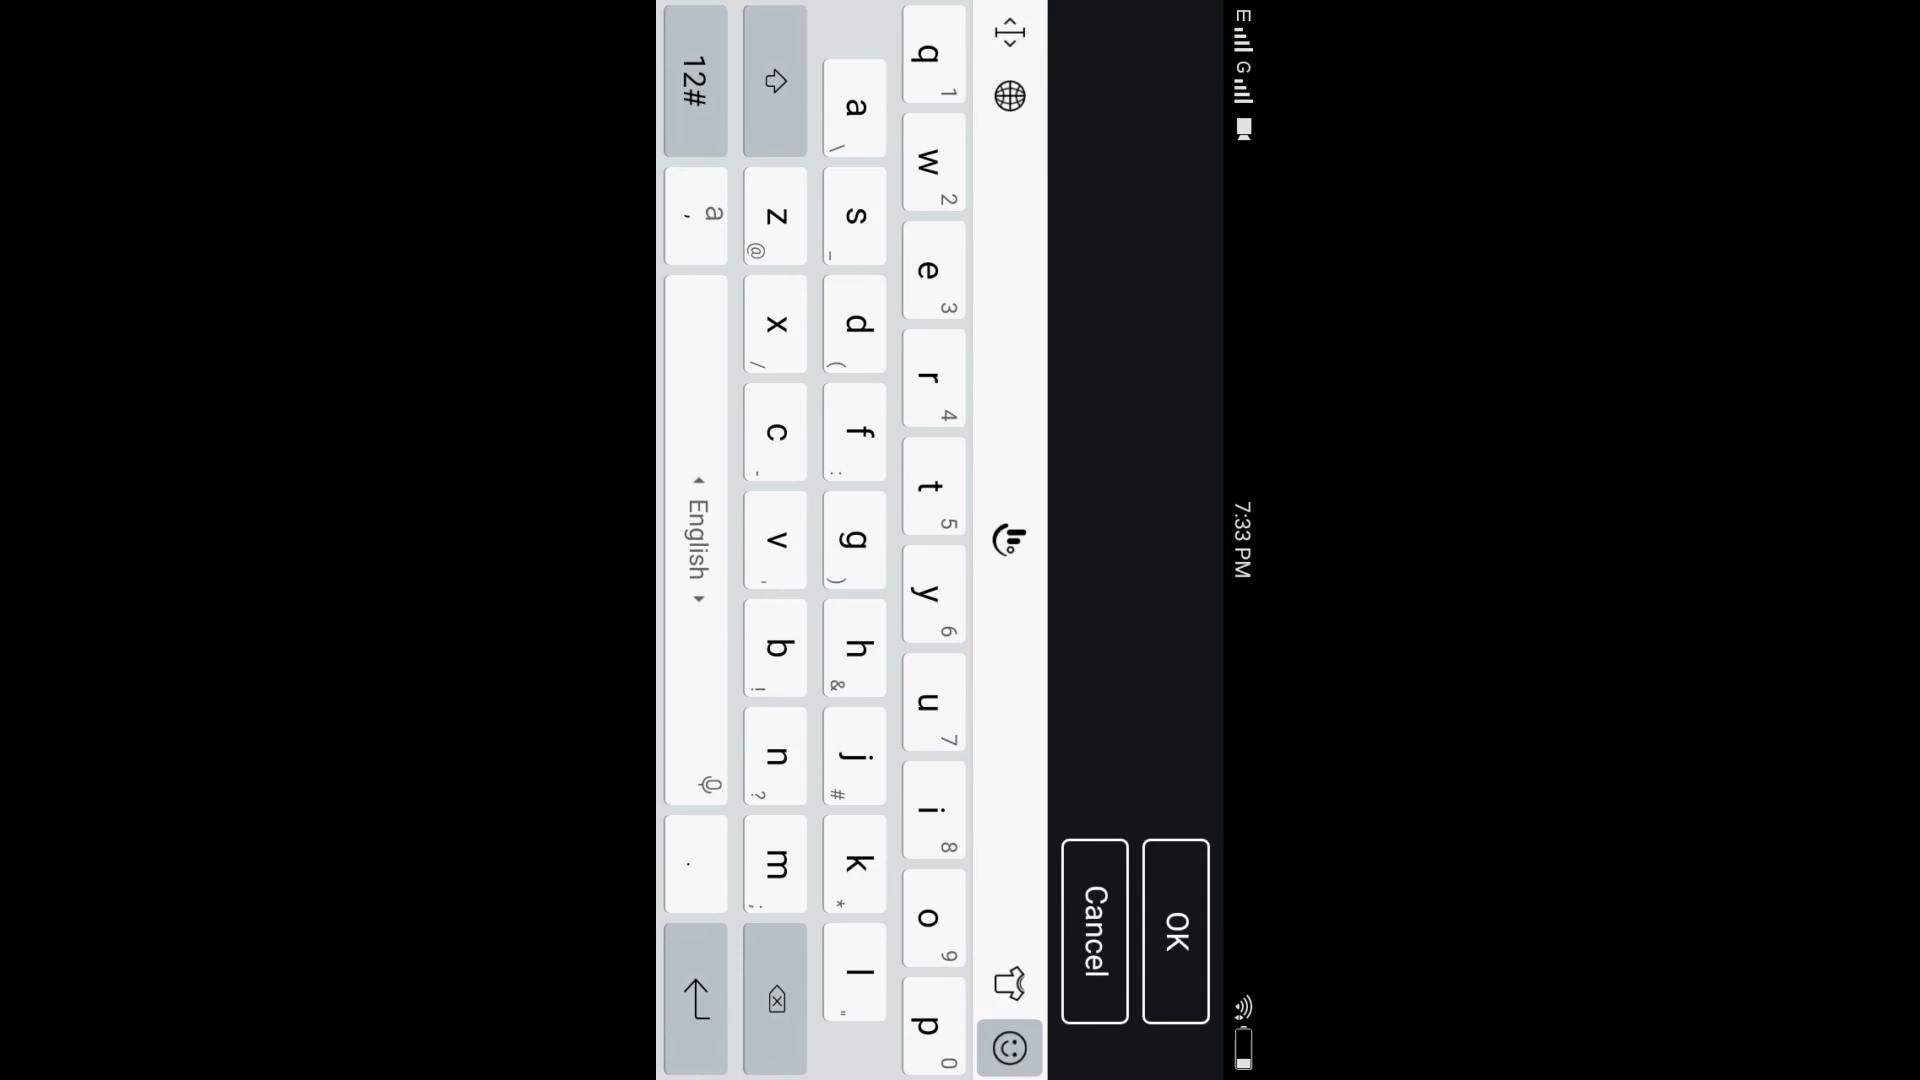 E G 7:33 PM
OK
Cancel
q 1 w 2 e 3 r 4 t 5 y 6 u 7 i 8 o 9 p 0
a \ s _ d ( f : g ) h & j # k * l "
z @ x / c - v ' b ! n ? m ;
12# a , English .